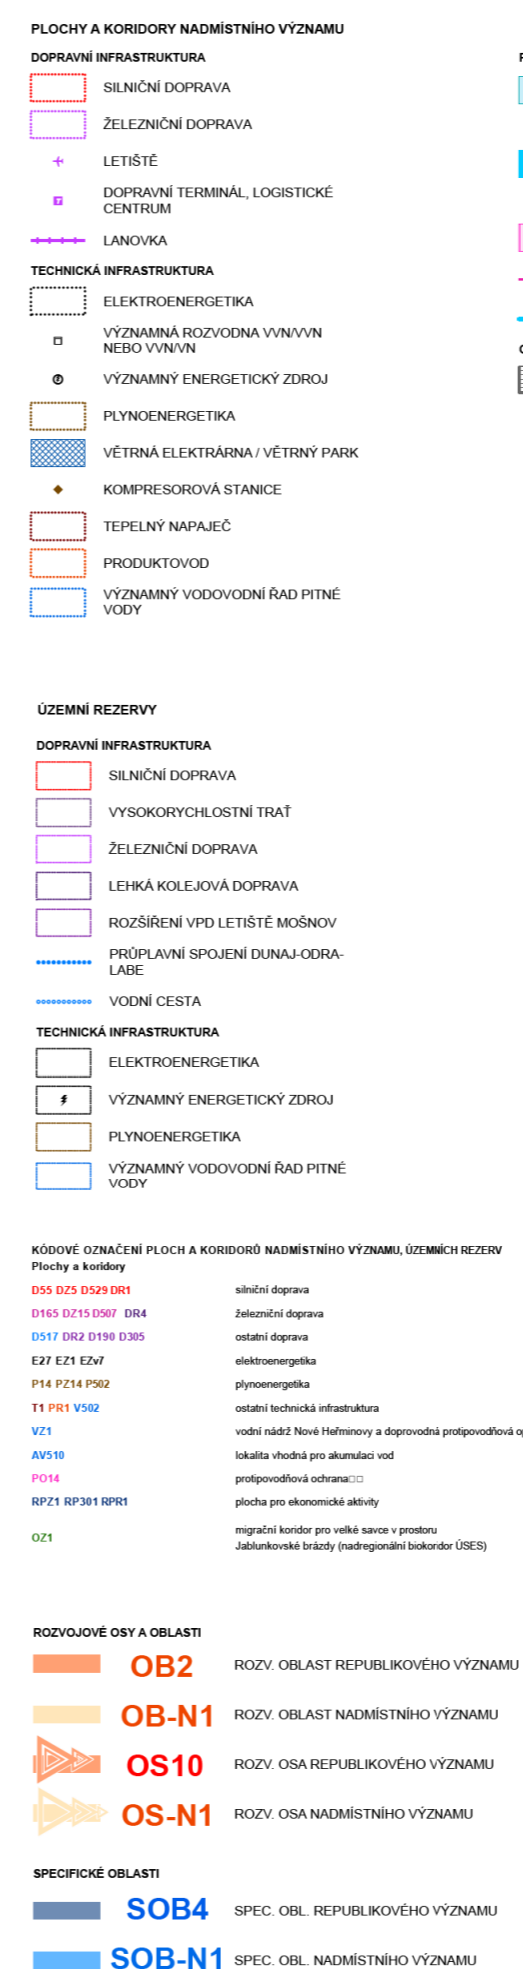 PLOCHY A KORIDORY NADMÍSTNÍHO VÝZNAMU
DOPRAVNÍ INFRASTRUKTURA
SILNIČNÍ DOPRAVA
ŽELEZNIČNÍ DOPRAVA
LETIŠTĚ
DOPRAVNÍ TERMINÁL, LOGISTICKÉ
CENTRUM
LANOVKA
TECHNICKÁ INFRASTRUKTURA
ELEKTROENERGETIKA
VÝZNAMNÁ ROZVODNA VVN/VVN
NEBO VVN/VN
VÝZNAMNÝ ENERGETICKÝ ZDROJ
PLYNOENERGETIKA
VĚTRNÁ ELEKTRÁRNA / VĚTRNÝ PARK
KOMPRESOROVÁ STANICE
TEPELNÝ NAPAJEČ
PRODUKTOVOD
VÝZNAMNÝ VODOVODNÍ ŘAD PITNÉ
VODY
ÚZEMNÍ REZERVY
DOPRAVNÍ INFRASTRUKTURA
SILNIČNÍ DOPRAVA
VYSOKORYCHLOSTNÍ TRAŤ
ŽELEZNIČNÍ DOPRAVA
LEHKÁ KOLEJOVÁ DOPRAVA
ROZŠÍŘENÍ VPD LETIŠTĚ MOŠNOV
PRŮPLAVNÍ SPOJENÍ DUNAJ-ODRA-
LABE
VODNÍ CESTA
TECHNICKÁ INFRASTRUKTURA
ELEKTROENERGETIKA
VÝZNAMNÝ ENERGETICKÝ ZDROJ
PLYNOENERGETIKA
VÝZNAMNÝ VODOVODNÍ ŘAD PITNÉ
VODY
KÓDOVÉ OZNAČENÍ PLOCH A KORIDORŮ NADMÍSTNÍHO VÝZNAMU, ÚZEMNÍCH REZERV
Plochy a koridory
D55 DZ5 D529 DR1 silniční doprava
D165 DZ15 D507 DR4 železniční doprava
D517 DR2 D190 D305 ostatní doprava
E27 EZ1 EZv7 elektroenergetika
P14 PZ14 P502 plynoenergetika
T1 PR1 V502 ostatní technická infrastruktura
VZ1 vodní nádrž Nové Heřminovy a doprovodná protipovodňová
AV510 lokalita vhodná pro akumulaci vod
PO14 protipovodňová ochrana□□
RPZ1 RP301 RPR1 plocha pro ekonomické aktivity
OZ1 migrační koridor pro velké savce v prostoru
Jablunkovské brázdy (nadregionální biokoridor ÚSES)
ROZVOJOVÉ OSY A OBLASTI
OB2 ROZV. OBLAST REPUBLIKOVÉHO VÝZNAMU
OB-N1 ROZV. OBLAST NADMÍSTNÍHO VÝZNAMU
OS10 ROZV. OSA REPUBLIKOVÉHO VÝZNAMU
OS-N1 ROZV. OSA NADMÍSTNÍHO VÝZNAMU
SPECIFICKÉ OBLASTI
SOB4 SPEC. OBL. REPUBLIKOVÉHO VÝZNAMU
SOB-N1 SPEC. OBL. NADMÍSTNÍHO VÝZNAMU